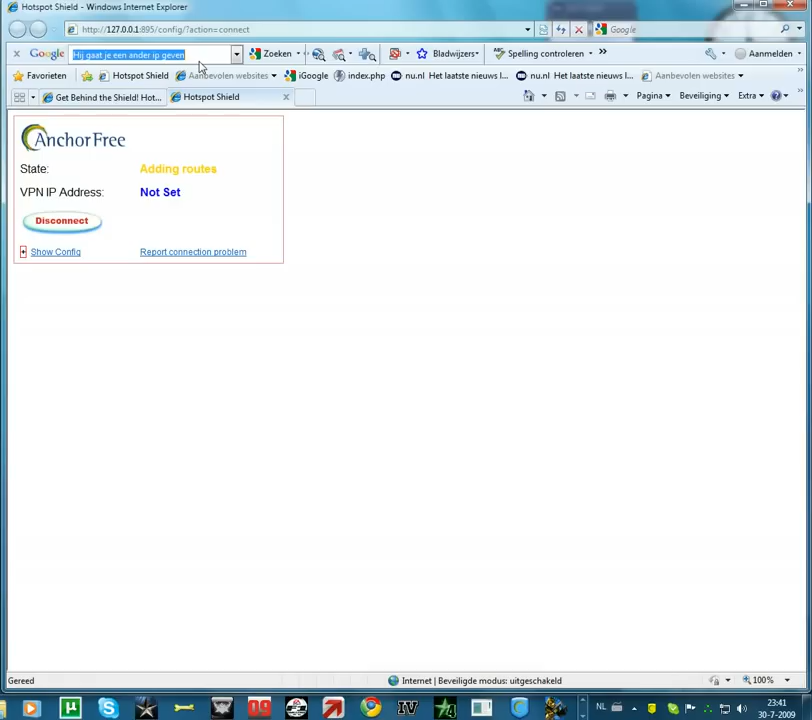 Hotspot Shield - Windows Internet Explorer
http://127.0.0.1:895/config/?action=connect
Google
Google
Hij gaat je een ander ip geven
Zoeken
Bladwijzers
Spelling controleren
Aanmelden
Favorieten
Hotspot Shield
Aanbevolen websites
iGoogle
index.php
nu.nl Het laatste nieuws l...
nu.nl Het laatste nieuws l...
Aanbevolen websites
Get Behind the Shield! Hot...
Hotspot Shield
Pagina
Beveiliging
Extra
AnchorFree
State: Adding routes
VPN IP Address: Not Set
Disconnect
Show Config
Report connection problem
Gereed
Internet | Beveiligde modus: uitgeschakeld
100%
IV
NL
23:41
30-7-2009